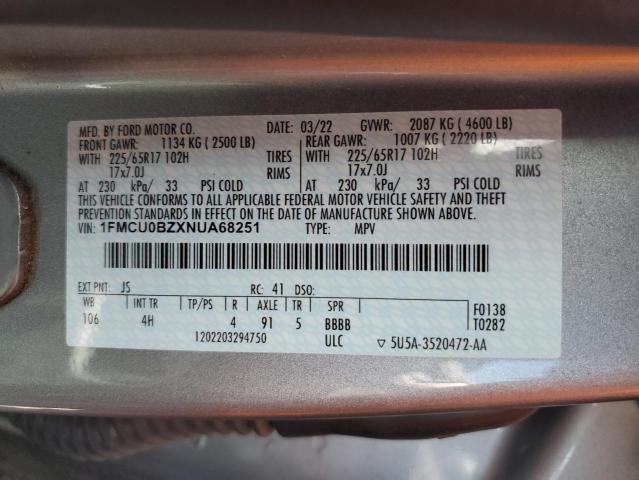 MFD. BY FORD MOTOR CO.
DATE: 03/22 GVWR: 2087 KG ( 4600 LB)
FRONT GAWR: 1134 KG ( 2500 LB)
REAR GAWR: 1007 KG ( 2220 LB)
WITH 225/65R17 102H TIRES
WITH 225/65R17 102H TIRES
17x7.0J RIMS
17x7.0J RIMS
AT 230 kPa/ 33 PSI COLD
AT 230 kPa/ 33 PSI COLD
THIS VEHICLE CONFORMS TO ALL APPLICABLE FEDERAL MOTOR VEHICLE SAFETY AND THEFT
PREVENTION STANDARDS IN EFFECT ON THE DATE OF MANUFACTURE SHOWN ABOVE.
VIN: 1FMCU0BZXNUA68251 TYPE: MPV
EXT PNT: JS RC: 41 DSO:
WB INT TR TP/PS R AXLE TR SPR
106 4H 4 91 5 BBBB
F0138
T0282
1202203294750 ULC ▽ 5U5A-3520472-AA